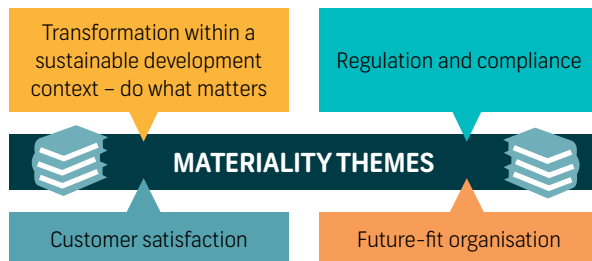 Transformation within a
sustainable development
context – do what matters
Regulation and compliance
MATERIALITY THEMES
Customer satisfaction
Future-fit organisation